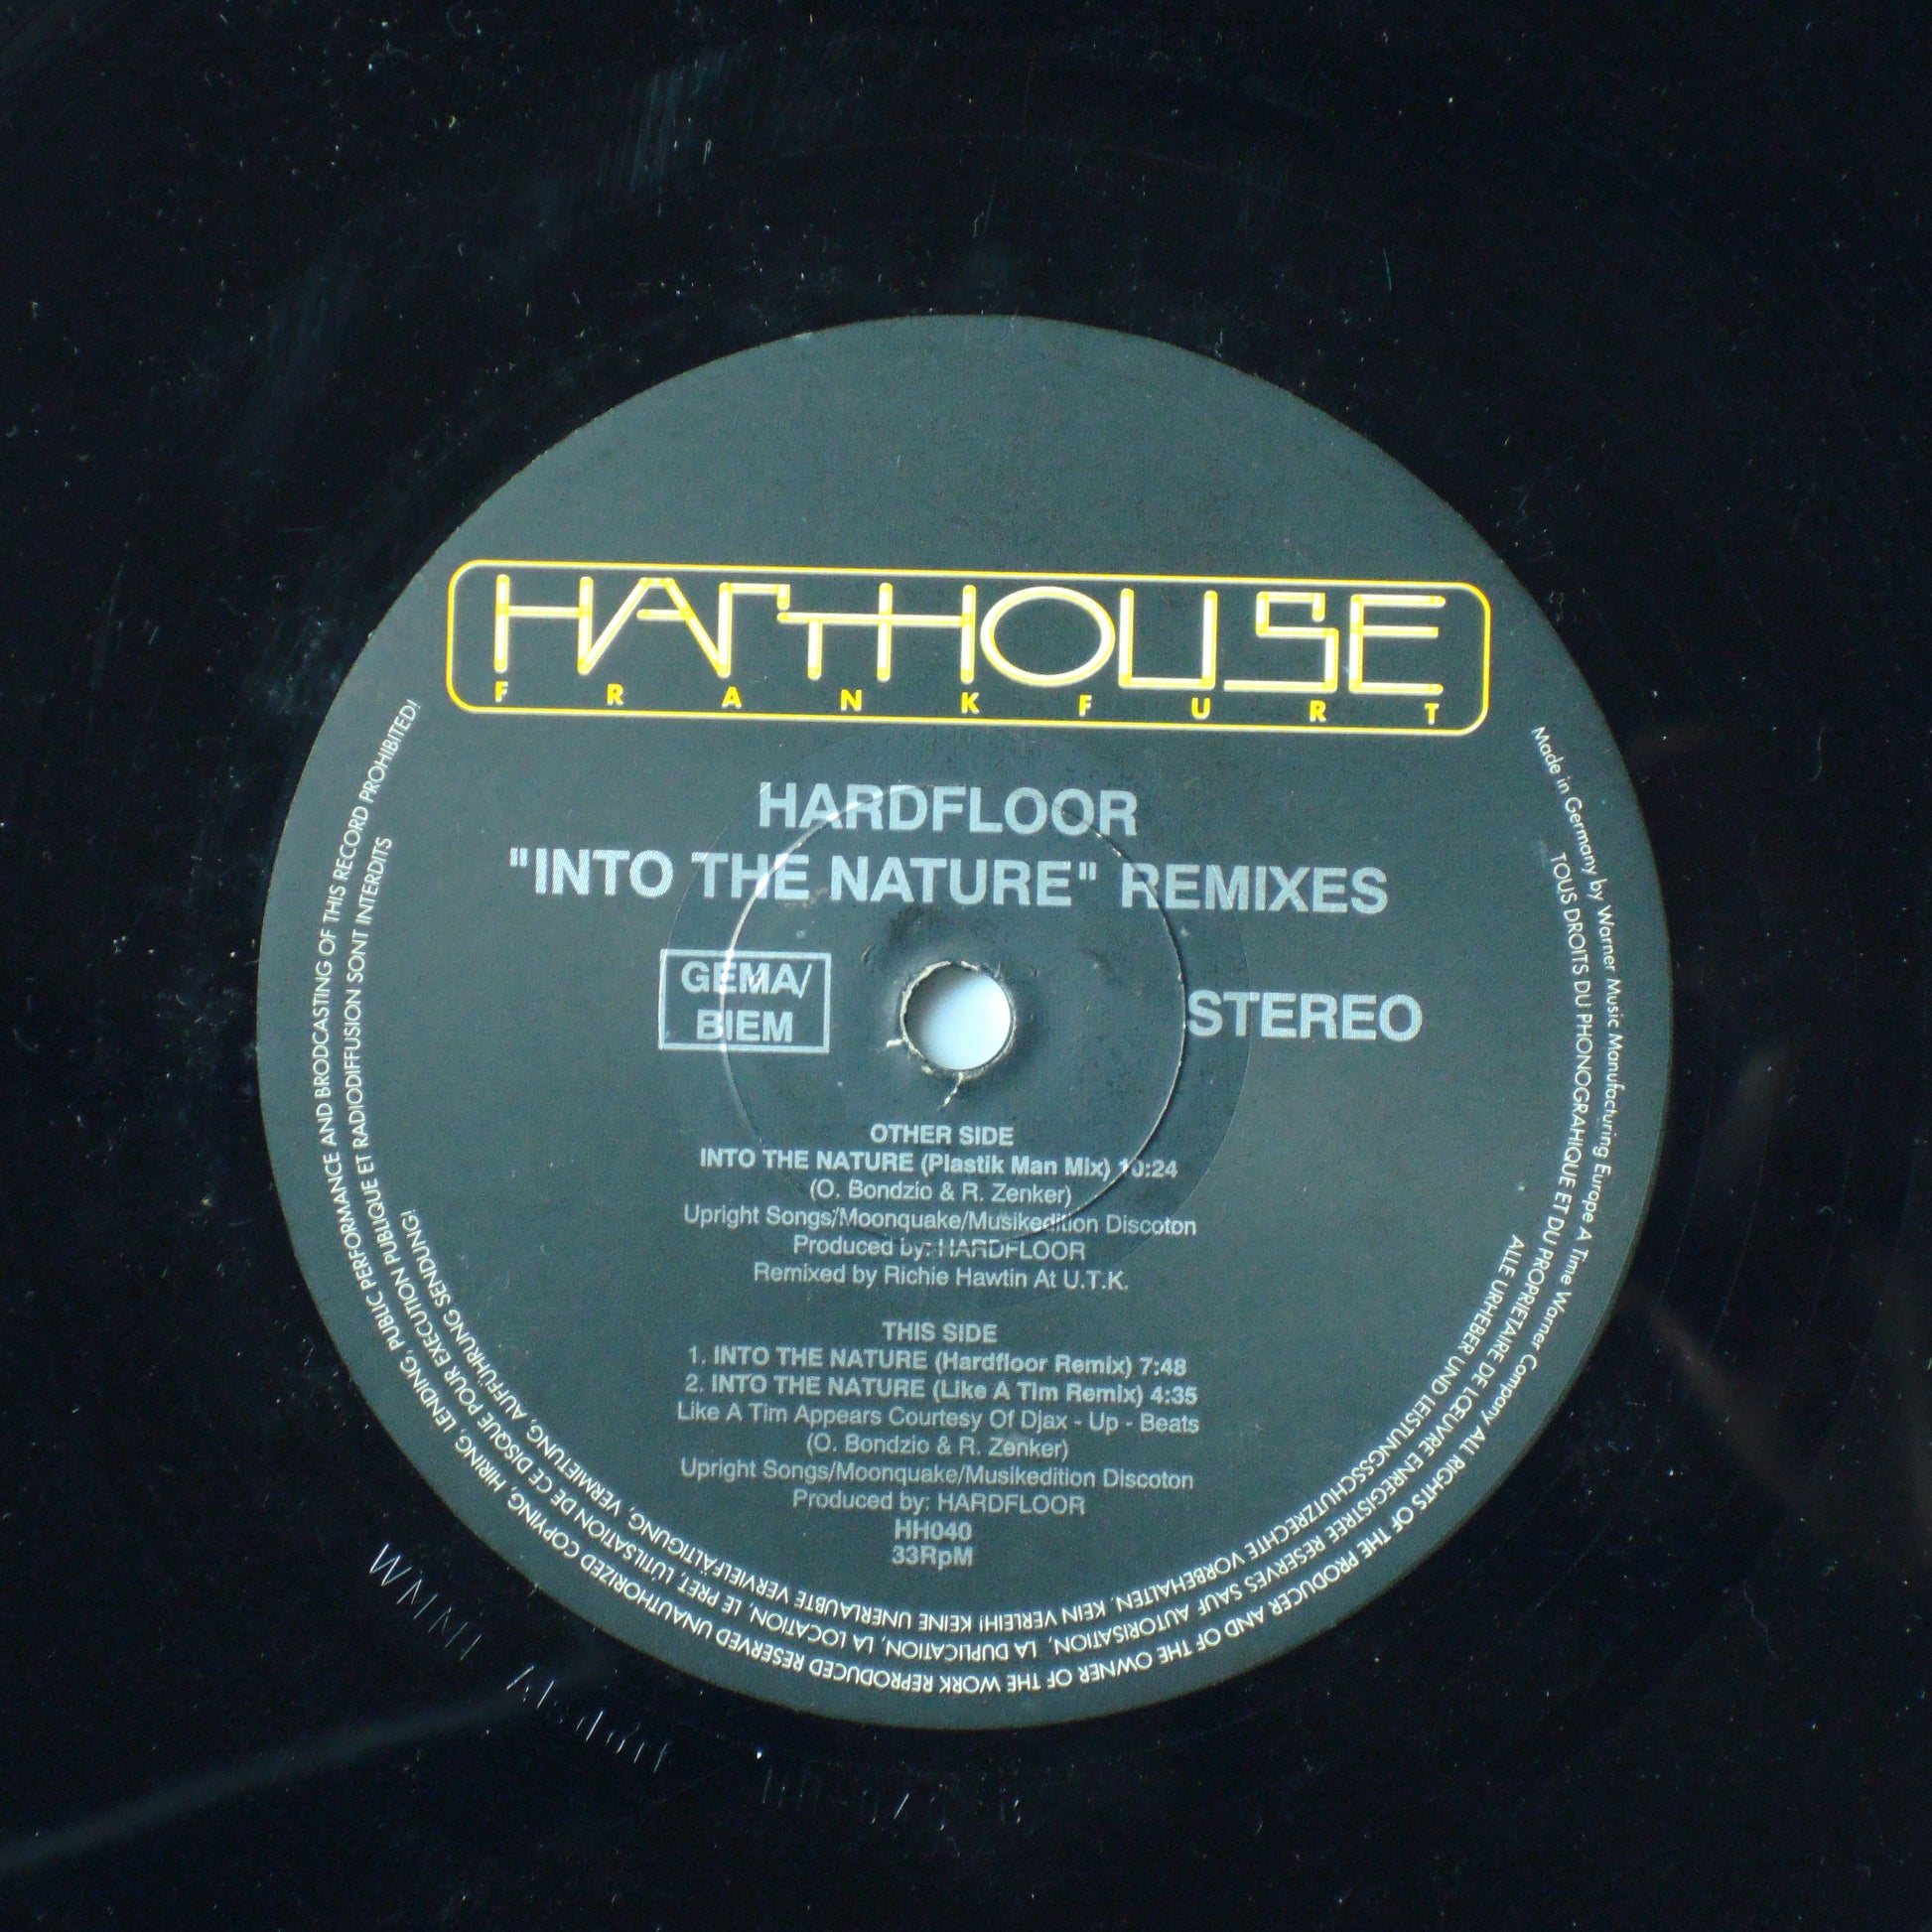 HARTHOUSE
FRANKFURT
HARDFLOOR
"INTO THE NATURE" REMIXES
GEMA/
BIEM
STEREO
OTHER SIDE
INTO THE NATURE (Plastik Man Mix) 10:24
(O. Bondzio & R. Zenker)
Upright Songs/Moonquake/Musikedition Discoton
Produced by: HARDFLOOR
Remixed by Richie Hawtin At U.T.K.
THIS SIDE
1. INTO THE NATURE (Hardfloor Remix) 7:48
2. INTO THE NATURE (Like A Tim Remix) 4:35
Like A Tim Appears Courtesy Of Djax - Up - Beats
(O. Bondzio & R. Zenker)
Upright Songs/Moonquake/Musikedition Discoton
Produced by: HARDFLOOR
HH040
33RpM
Made in Germany by Warner Music Manufacturing Europe A Time Warner Company ALL RIGHTS OF THE PRODUCER AND OF THE OWNER OF THE WORK REPRODUCED RESERVED UNAUTHORIZED COPYING, HIRING, LENDING, PUBLIC PERFORMANCE AND BRODCASTING OF THIS RECORD PROHIBITED!
TOUS DROITS DU PHONOGRAHIQUE ET DU PROPRIETAIRE DE LŒUVRE ENREGISTREE RESERVES SAUF AUTORISATION, LA DUPLICATION, LA LOCATION, LE PRET, LUTILSATION DE CE DISQUE POUR EXECUTION PUBLIQUE ET RADIODIFFUSION SONT INTERDITS
ALLE URHEBER UND LEISTUNGSSCHUTZRECHTE VORBEHALTEN. KEIN VERLEIH! KEINE UNERLAUBTE VERVIELFÄLTIGUNG, VERMIETUNG, AUFFÜHRUNG SENDUNG!